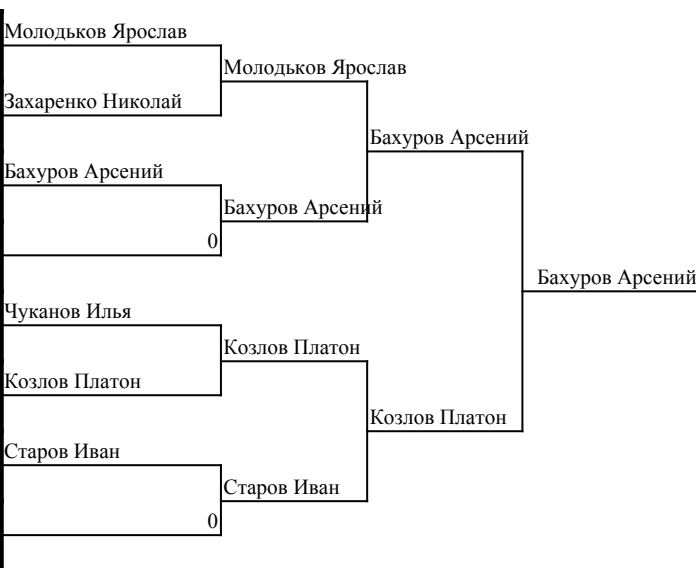 Молодьков Ярослав
Молодьков Ярослав
Захаренко Николай
Бахуров Арсений
Бахуров Арсений
Бахуров Арсений
0
Бахуров Арсений
Чуканов Илья
Козлов Платон
Козлов Платон
Козлов Платон
Старов Иван
Старов Иван
0